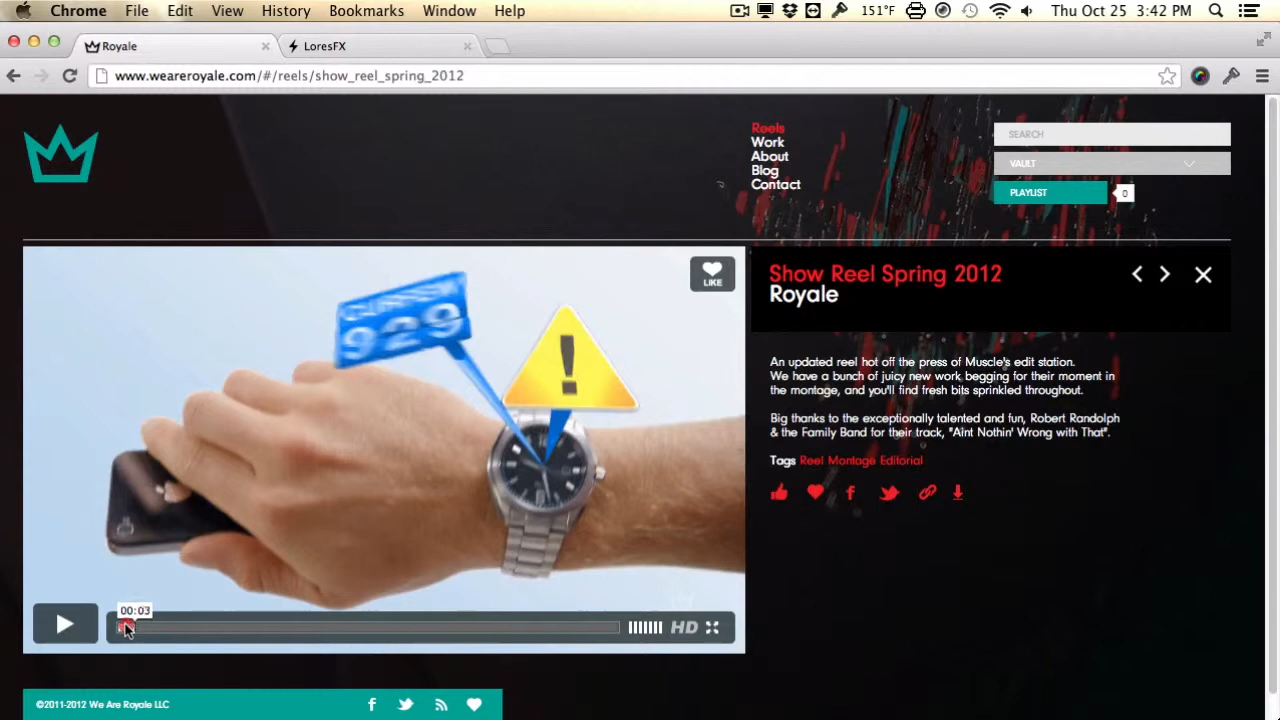 Chrome File Edit View History Bookmarks Window Help 151°F Thu Oct 25 3:42 PM
Royale
LoresFX
www.weareroyale.com/#/reels/show_reel_spring_2012
Reels
Work
About
Blog
Contact
SEARCH
VAULT
PLAYLIST 0
LIKE
929
!
Show Reel Spring 2012
Royale
An updated reel hot off the press of Muscle's edit station.
We have a bunch of juicy new work begging for their moment in
the montage, and you'll find fresh bits sprinkled throughout.
Big thanks to the exceptionally talented and fun, Robert Randolph
& the Family Band for their track, "Aint Nothin' Wrong with That".
Tags Reel Montage Editorial
00:03
HD
©2011-2012 We Are Royale LLC